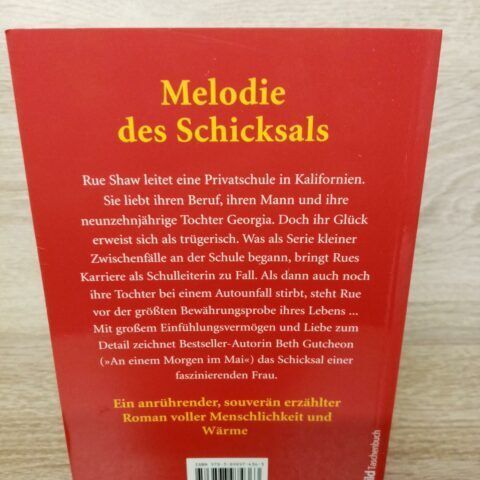 Melodie
des Schicksals
Rue Shaw leitet eine Privatschule in Kalifornien.
Sie liebt ihren Beruf, ihren Mann und ihre
neunzehnjährige Tochter Georgia. Doch ihr Glück
erweist sich als trügerisch. Was als Serie kleiner
Zwischenfälle an der Schule begann, bringt Rues
Karriere als Schulleiterin zu Fall. Als dann auch noch
ihre Tochter bei einem Autounfall stirbt, steht Rue
vor der größten Bewährungsprobe ihres Lebens ...
Mit großem Einfühlungsvermögen und Liebe zum
Detail zeichnet Bestseller-Autorin Beth Gutcheon
(»An einem Morgen im Mai«) das Schicksal einer
faszinierenden Frau.
Ein anrührender, souverän erzählter
Roman voller Menschlichkeit und
Wärme
ISBN
Taschenbuch